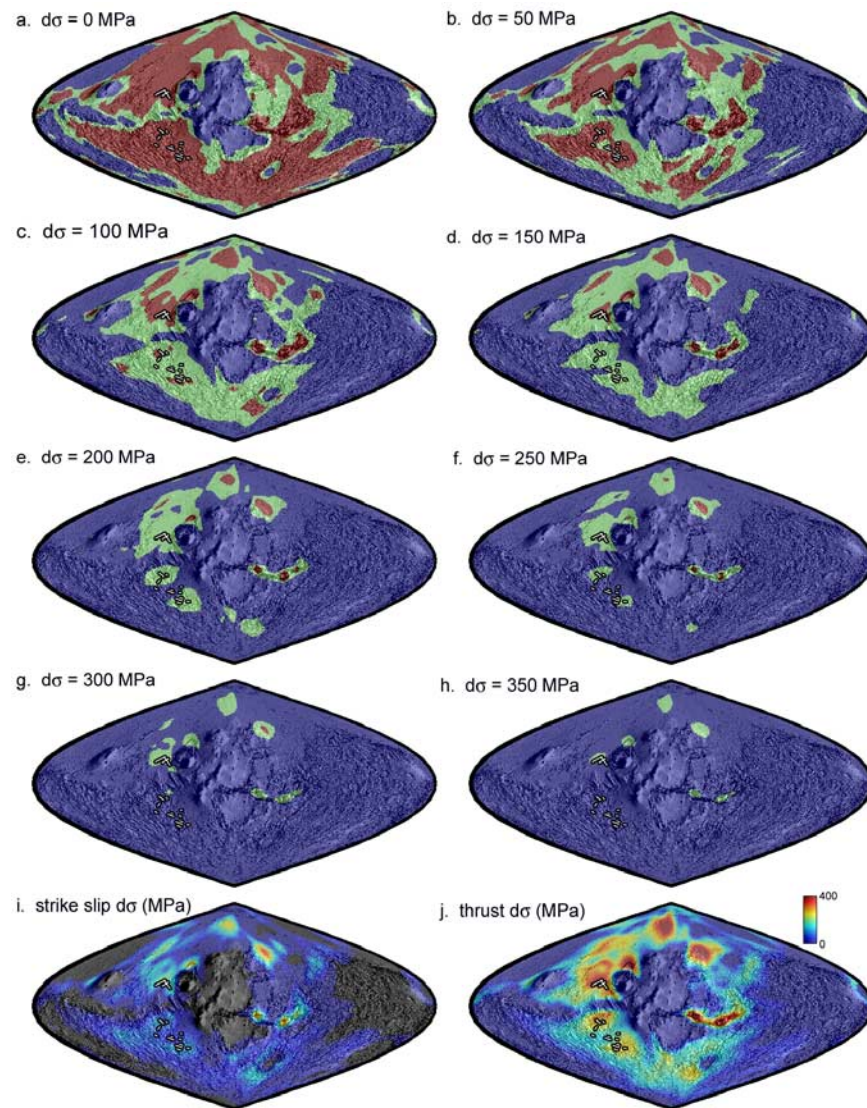 a. dσ = 0 MPa
b. dσ = 50 MPa
c. dσ = 100 MPa
d. dσ = 150 MPa
e. dσ = 200 MPa
f. dσ = 250 MPa
g. dσ = 300 MPa
h. dσ = 350 MPa
i. strike slip dσ (MPa)
j. thrust dσ (MPa)
400
0